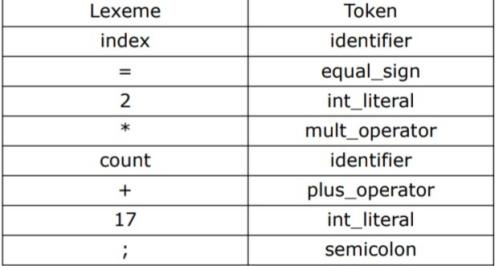 Lexeme Token
index identifier
= equal_sign
2 int_literal
* mult_operator
count identifier
+ plus_operator
17 int_literal
; semicolon